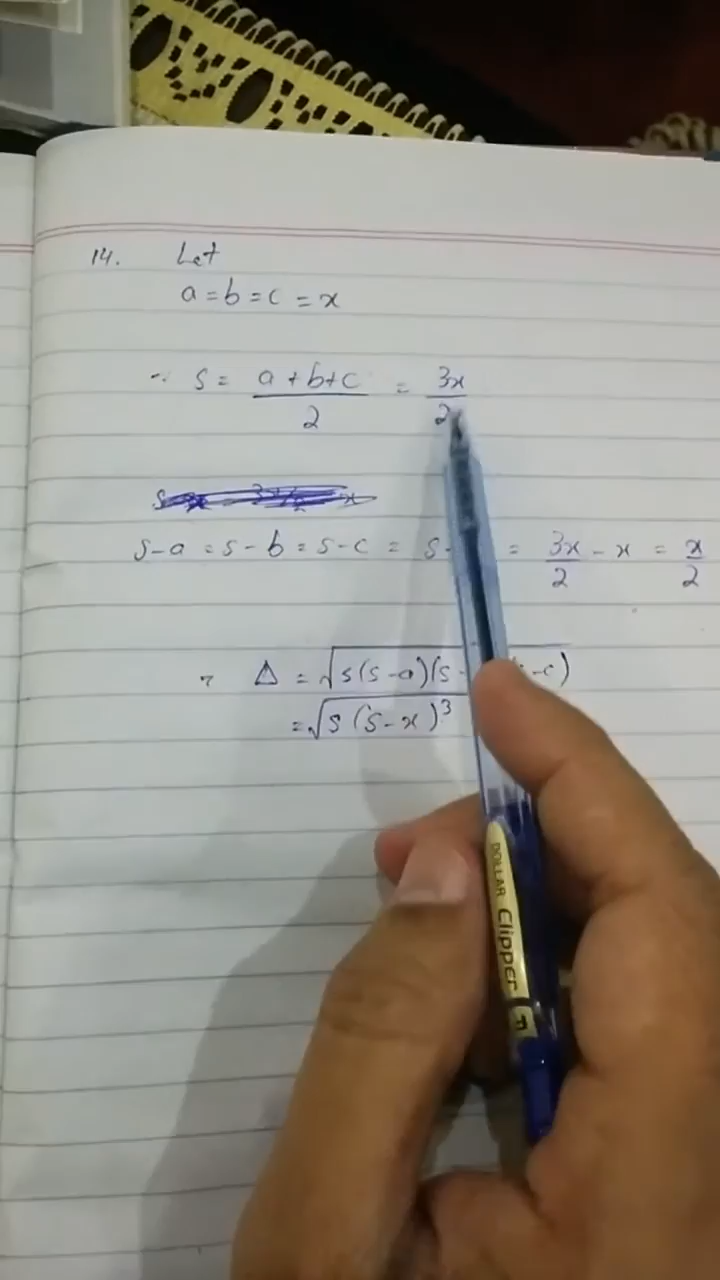 14. Let
a = b = c = x
∵ S = a + b + c / 2 = 3x / 2
S - a = S - b = S - c = S - = 3x / 2 - x = x / 2
∵ Δ = √S(S-a)(S- -c)
= √S(S-x)³
DOLLAR Clipper